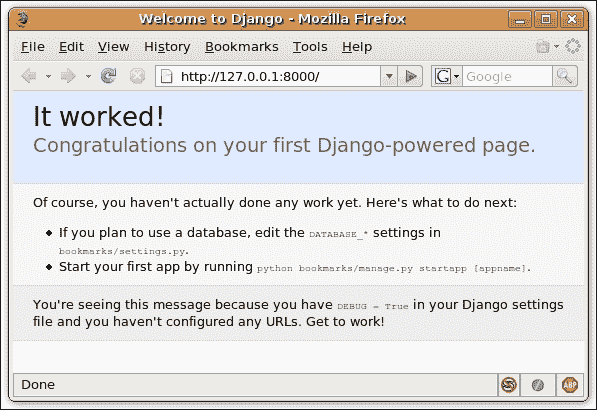 Welcome to Django - Mozilla Firefox
File Edit View History Bookmarks Tools Help
http://127.0.0.1:8000/ G Google
It worked!
Congratulations on your first Django-powered page.
Of course, you haven't actually done any work yet. Here's what to do next:
If you plan to use a database, edit the DATABASE_* settings in
bookmarks/settings.py.
Start your first app by running python bookmarks/manage.py startapp [appname].
You're seeing this message because you have DEBUG = True in your Django settings
file and you haven't configured any URLs. Get to work!
Done ABP